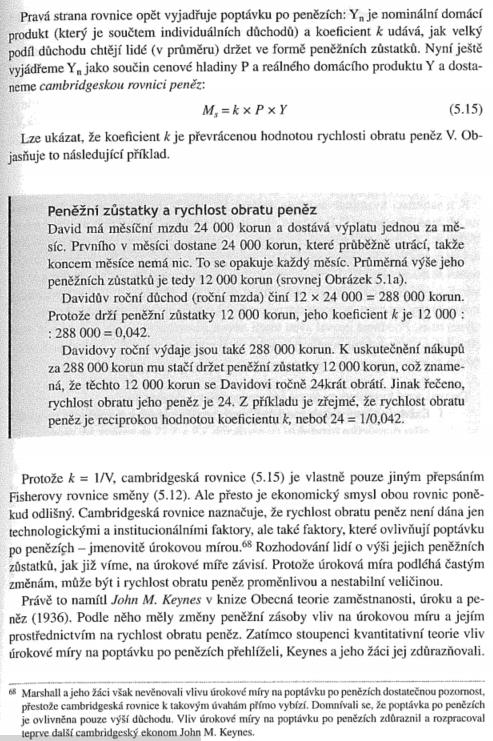 Pravá strana rovnice opět vyjadřuje poptávku po penězích: Yn je nominální domácí
produkt (který je součtem individuálních důchodů) a koeficient k udává, jak velký
podíl důchodu chtějí lidé (v průměru) držet ve formě peněžních zůstatků. Nyní ještě
vyjádřeme Yn jako součin cenové hladiny P a reálného domácího produktu Y a dosta-
neme cambridgeskou rovnici peněz:
Ms = k × P × Y (5.15)
Lze ukázat, že koeficient k je převrácenou hodnotou rychlosti obratu peněz V. Ob-
jasňuje to následující příklad.
Peněžní zůstatky a rychlost obratu peněz
David má měsíční mzdu 24 000 korun a dostává výplatu jednou za mě-
síc. Prvního v měsíci dostane 24 000 korun, které průběžně utrácí, takže
koncem měsíce nemá nic. To se opakuje každý měsíc. Průměrná výše jeho
peněžních zůstatků je tedy 12 000 korun (srovnej Obrázek 5.1a).
Davidův roční důchod (roční mzda) činí 12 × 24 000 = 288 000 korun.
Protože drží peněžní zůstatky 12 000 korun, jeho koeficient k je 12 000 :
: 288 000 = 0,042.
Davidovy roční výdaje jsou také 288 000 korun. K uskutečnění nákupů
za 288 000 korun mu stačí držet peněžní zůstatky 12 000 korun, což zname-
ná, že těchto 12 000 korun se Davidovi ročně 24krát obrátí. Jinak řečeno,
rychlost obratu jeho peněz je 24. Z příkladu je zřejmé, že rychlost obratu
peněz je reciprokou hodnotou koeficientu k, neboť 24 = 1/0,042.
Protože k = 1/V, cambridgeská rovnice (5.15) je vlastně pouze jiným přepsáním
Fisherovy rovnice směny (5.12). Ale přesto je ekonomický smysl obou rovnic poně-
kud odlišný. Cambridgeská rovnice naznačuje, že rychlost obratu peněz není dána jen
technologickými a institucionálními faktory, ale také faktory, které ovlivňují poptávku
po penězích – jmenovitě úrokovou mírou.68 Rozhodování lidí o výši jejich peněžních
zůstatků, jak již víme, na úrokové míře závisí. Protože úroková míra podléhá častým
změnám, může být i rychlost obratu peněz proměnlivou a nestabilní veličinou.
Právě to namítl John M. Keynes v knize Obecná teorie zaměstnanosti, úroku a pe-
něz (1936). Podle něho měly změny peněžní zásoby vliv na úrokovou míru a jejím
prostřednictvím na rychlost obratu peněz. Zatímco stoupenci kvantitativní teorie vliv
úrokové míry na poptávku po penězích přehlíželi, Keynes a jeho žáci jej zdůrazňovali.
68 Marshall a jeho žáci však nevěnovali vlivu úrokové míry na poptávku po penězích dostatečnou pozornost,
přestože cambridgeská rovnice k takovým úvahám přímo vybízí. Domnívali se, že poptávka po penězích
je ovlivněna pouze výší důchodu. Vliv úrokové míry na poptávku po penězích zdůraznil a rozpracoval
teprve další cambridgeský ekonom John M. Keynes.